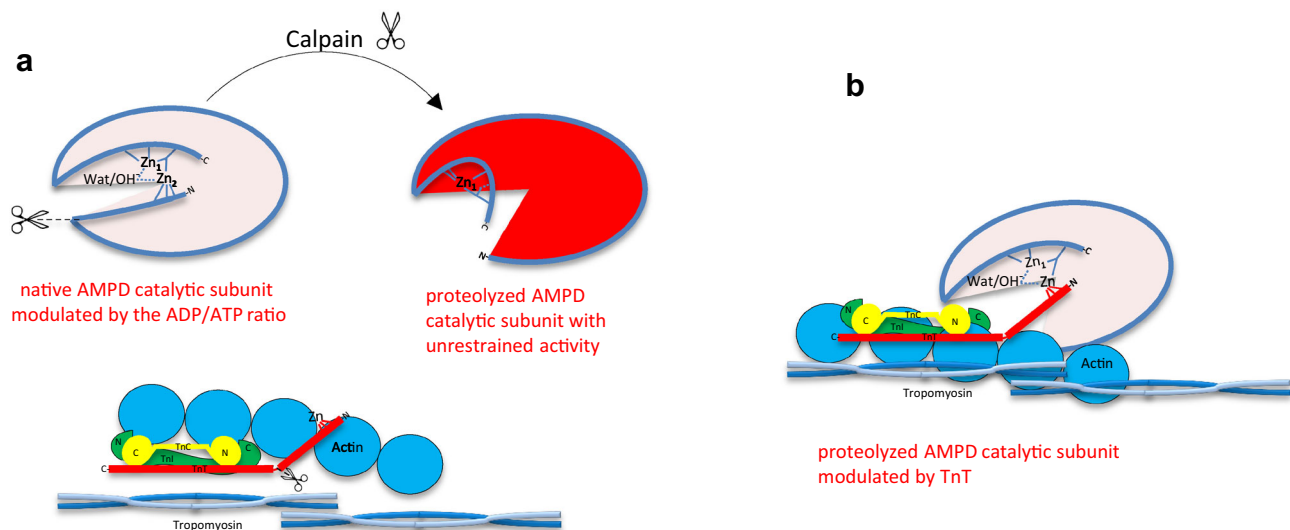 a
Calpain
Zn1
Wat/OH-
Zn2
-C
-N
native AMPD catalytic subunit
modulated by the ADP/ATP ratio
Zn1
C
N-
proteolyzed AMPD
catalytic subunit with
unrestrained activity
N
C
TnC
N
C
TnI
C-
TnT
Zn
-N
Actin
Tropomyosin
b
-C
Zn1
Wat/OH-
Zn
-N
N
C
TnC
N
C
TnI
C-
TnT
Actin
Tropomyosin
proteolyzed AMPD catalytic subunit
modulated by TnT